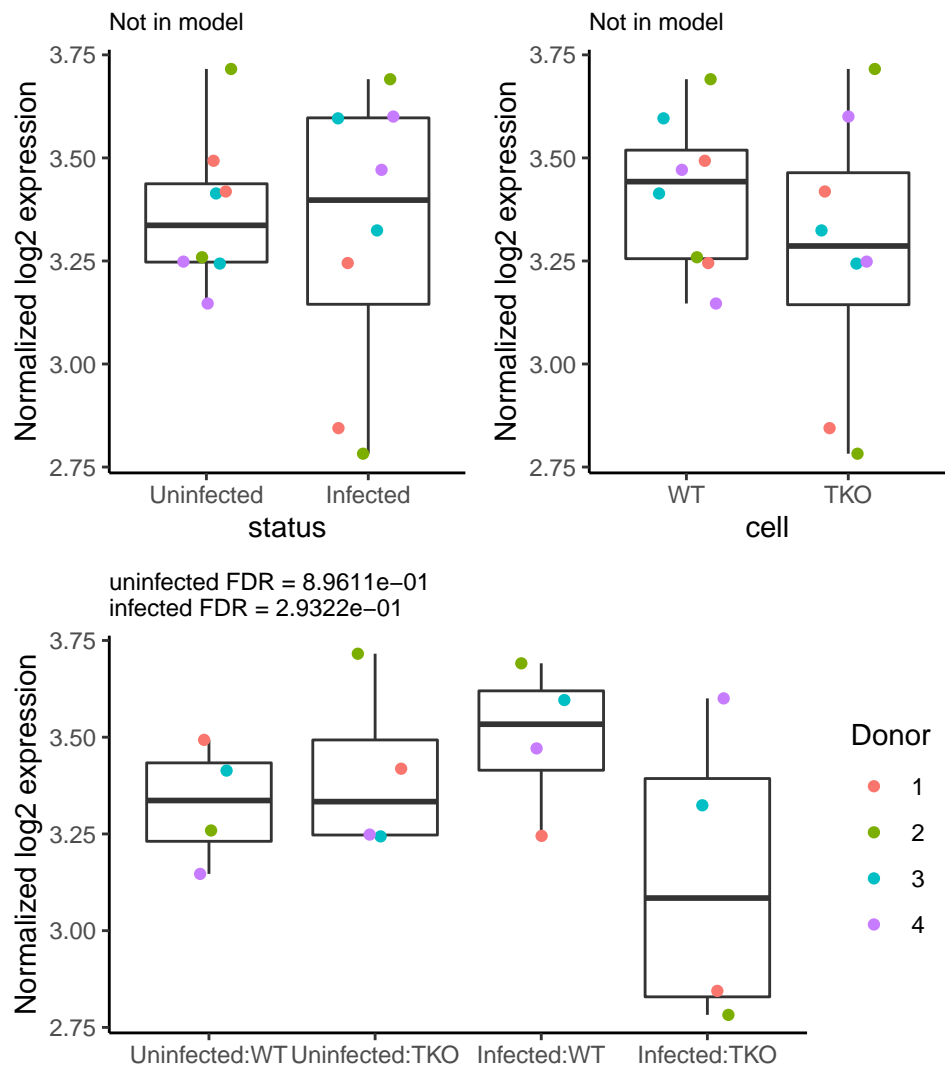 Not in model
Normalized log2 expression
3.75
3.50
3.25
3.00
2.75
Uninfected Infected
status
Not in model
Normalized log2 expression
3.75
3.50
3.25
3.00
2.75
WT TKO
cell
uninfected FDR = 8.9611e−01
infected FDR = 2.9322e−01
Normalized log2 expression
3.75
3.50
3.25
3.00
2.75
Uninfected:WT Uninfected:TKO Infected:WT Infected:TKO
Donor
1
2
3
4